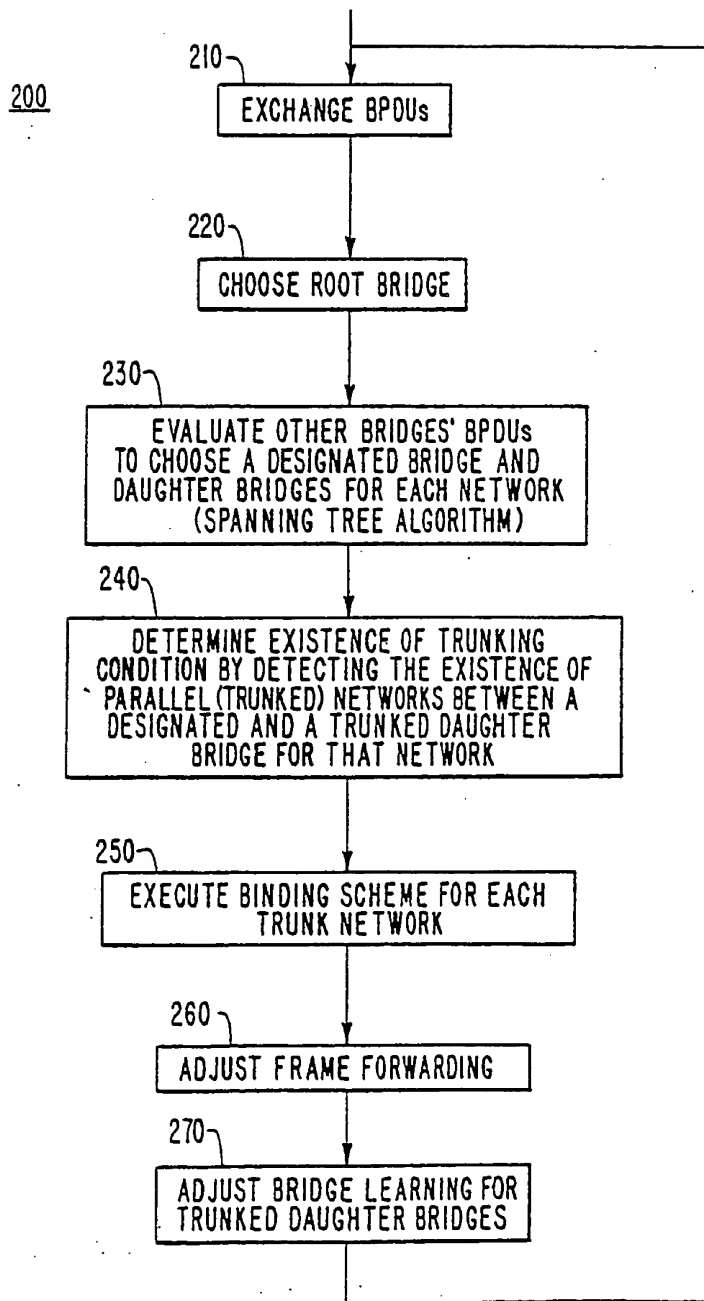 200
210
EXCHANGE BPDUs
220
CHOOSE ROOT BRIDGE
230
EVALUATE OTHER BRIDGES' BPDUs
TO CHOOSE A DESIGNATED BRIDGE AND
DAUGHTER BRIDGES FOR EACH NETWORK
(SPANNING TREE ALGORITHM)
240
DETERMINE EXISTENCE OF TRUNKING
CONDITION BY DETECTING THE EXISTENCE OF
PARALLEL (TRUNKED) NETWORKS BETWEEN A
DESIGNATED AND A TRUNKED DAUGHTER
BRIDGE FOR THAT NETWORK
250
EXECUTE BINDING SCHEME FOR EACH
TRUNK NETWORK
260
ADJUST FRAME FORWARDING
270
ADJUST BRIDGE LEARNING FOR
TRUNKED DAUGHTER BRIDGES